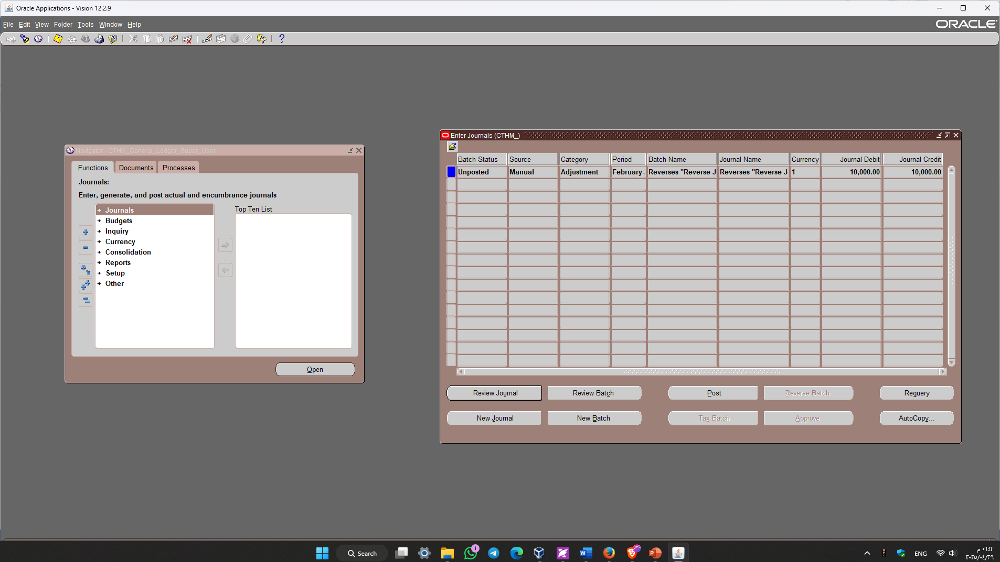 Oracle Applications - Vision 12.2.9
File Edit View Folder Tools Window Help
ORACLE
Navigator - CTHM_General_Ledger_Super_User
Functions Documents Processes
Journals:
Enter, generate, and post actual and encumbrance journals
+ Journals
+ Budgets
+ Inquiry
+ Currency
+ Consolidation
+ Reports
+ Setup
+ Other
Top Ten List
Open
Enter Journals (CTHM_)
Batch Status Source Category Period Batch Name Journal Name Currency Journal Debit Journal Credit
Unposted Manual Adjustment February- Reverses "Reverse J Reverses "Reverse J 1 10,000.00 10,000.00
Review Journal Review Batch Post Reverse Batch Requery
New Journal New Batch Tax Batch Approve AutoCopy...
Search
1
ENG
٠٦:١٢ م
٢٠٢٥/٠٤/٢٩